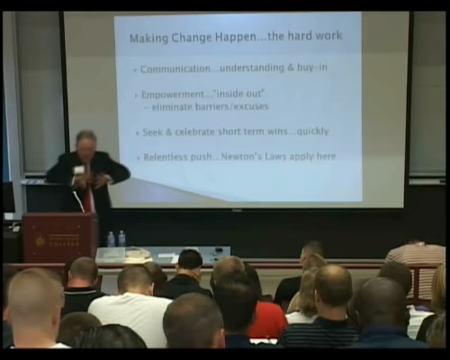 Making Change Happen...the hard work
Communication...understanding & buy-in
Empowerment..."inside out"
– eliminate barriers/excuses
Seek & celebrate short term wins...quickly
Relentless push...Newton's Laws apply here